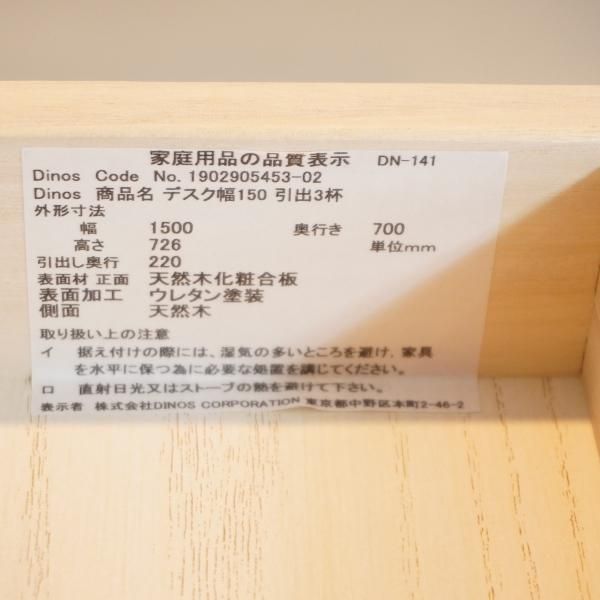 家庭用品の品質表示 DN-141
Dinos Code No. 1902905453-02
Dinos 商品名 デスク幅150 引出3杯
外形寸法
幅 1500 奥行き 700
高さ 726 単位mm
引出し奥行 220
表面材 正面 天然木化粧合板
表面加工 ウレタン塗装
側面 天然木
取り扱い上の注意
イ 据え付けの際には、湿気の多いところを避け、家具
を水平に保つ為に必要な処置を講じてください。
ロ 直射日光又はストーブの熱を避けて下さい。
表示者 株式会社DINOS CORPORATION 東京都中野区本町2-46-2